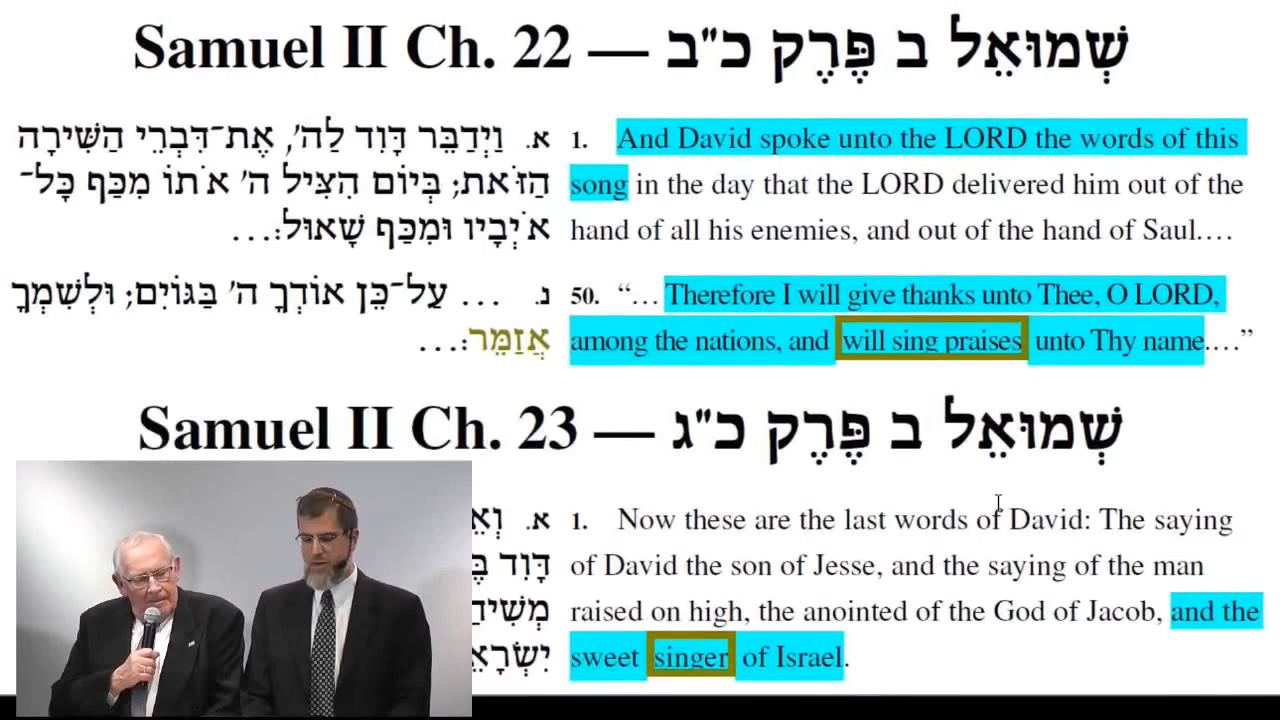 Samuel II Ch. 22 — שְׁמוּאֵל ב פֶּרֶק כ"ב
א. וַיְדַבֵּר דָּוִד לַה', אֶת־דִּבְרֵי הַשִּׁירָה
הַזֹּאת; בְּיוֹם הִצִּיל ה' אֹתוֹ מִכַּף כָּל־
אֹיְבָיו וּמִכַּף שָׁאוּל:...
1. And David spoke unto the LORD the words of this
song in the day that the LORD delivered him out of the
hand of all his enemies, and out of the hand of Saul....
נ. ... עַל־כֵּן אוֹדְךָ ה' בַּגּוֹיִם; וּלְשִׁמְךָ
אֲזַמֵּר:...
50. “... Therefore I will give thanks unto Thee, O LORD,
among the nations, and will sing praises unto Thy name....”
Samuel II Ch. 23 — שְׁמוּאֵל ב פֶּרֶק כ"ג
א.
דָּוִד
1. Now these are the last words of David: The saying
of David the son of Jesse, and the saying of the man
raised on high, the anointed of the God of Jacob, and the
sweet singer of Israel.